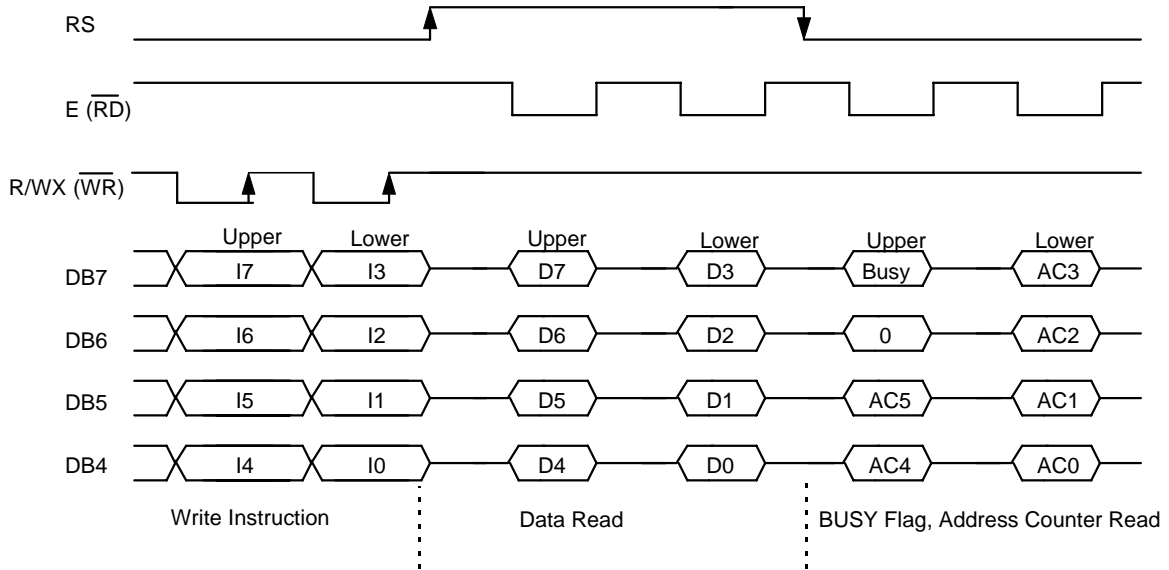 RS
E (RD)
R/WX (WR)
Upper Lower Upper Lower Upper Lower
DB7 I7 I3 D7 D3 Busy AC3
DB6 I6 I2 D6 D2 0 AC2
DB5 I5 I1 D5 D1 AC5 AC1
DB4 I4 I0 D4 D0 AC4 AC0
Write Instruction Data Read BUSY Flag, Address Counter Read